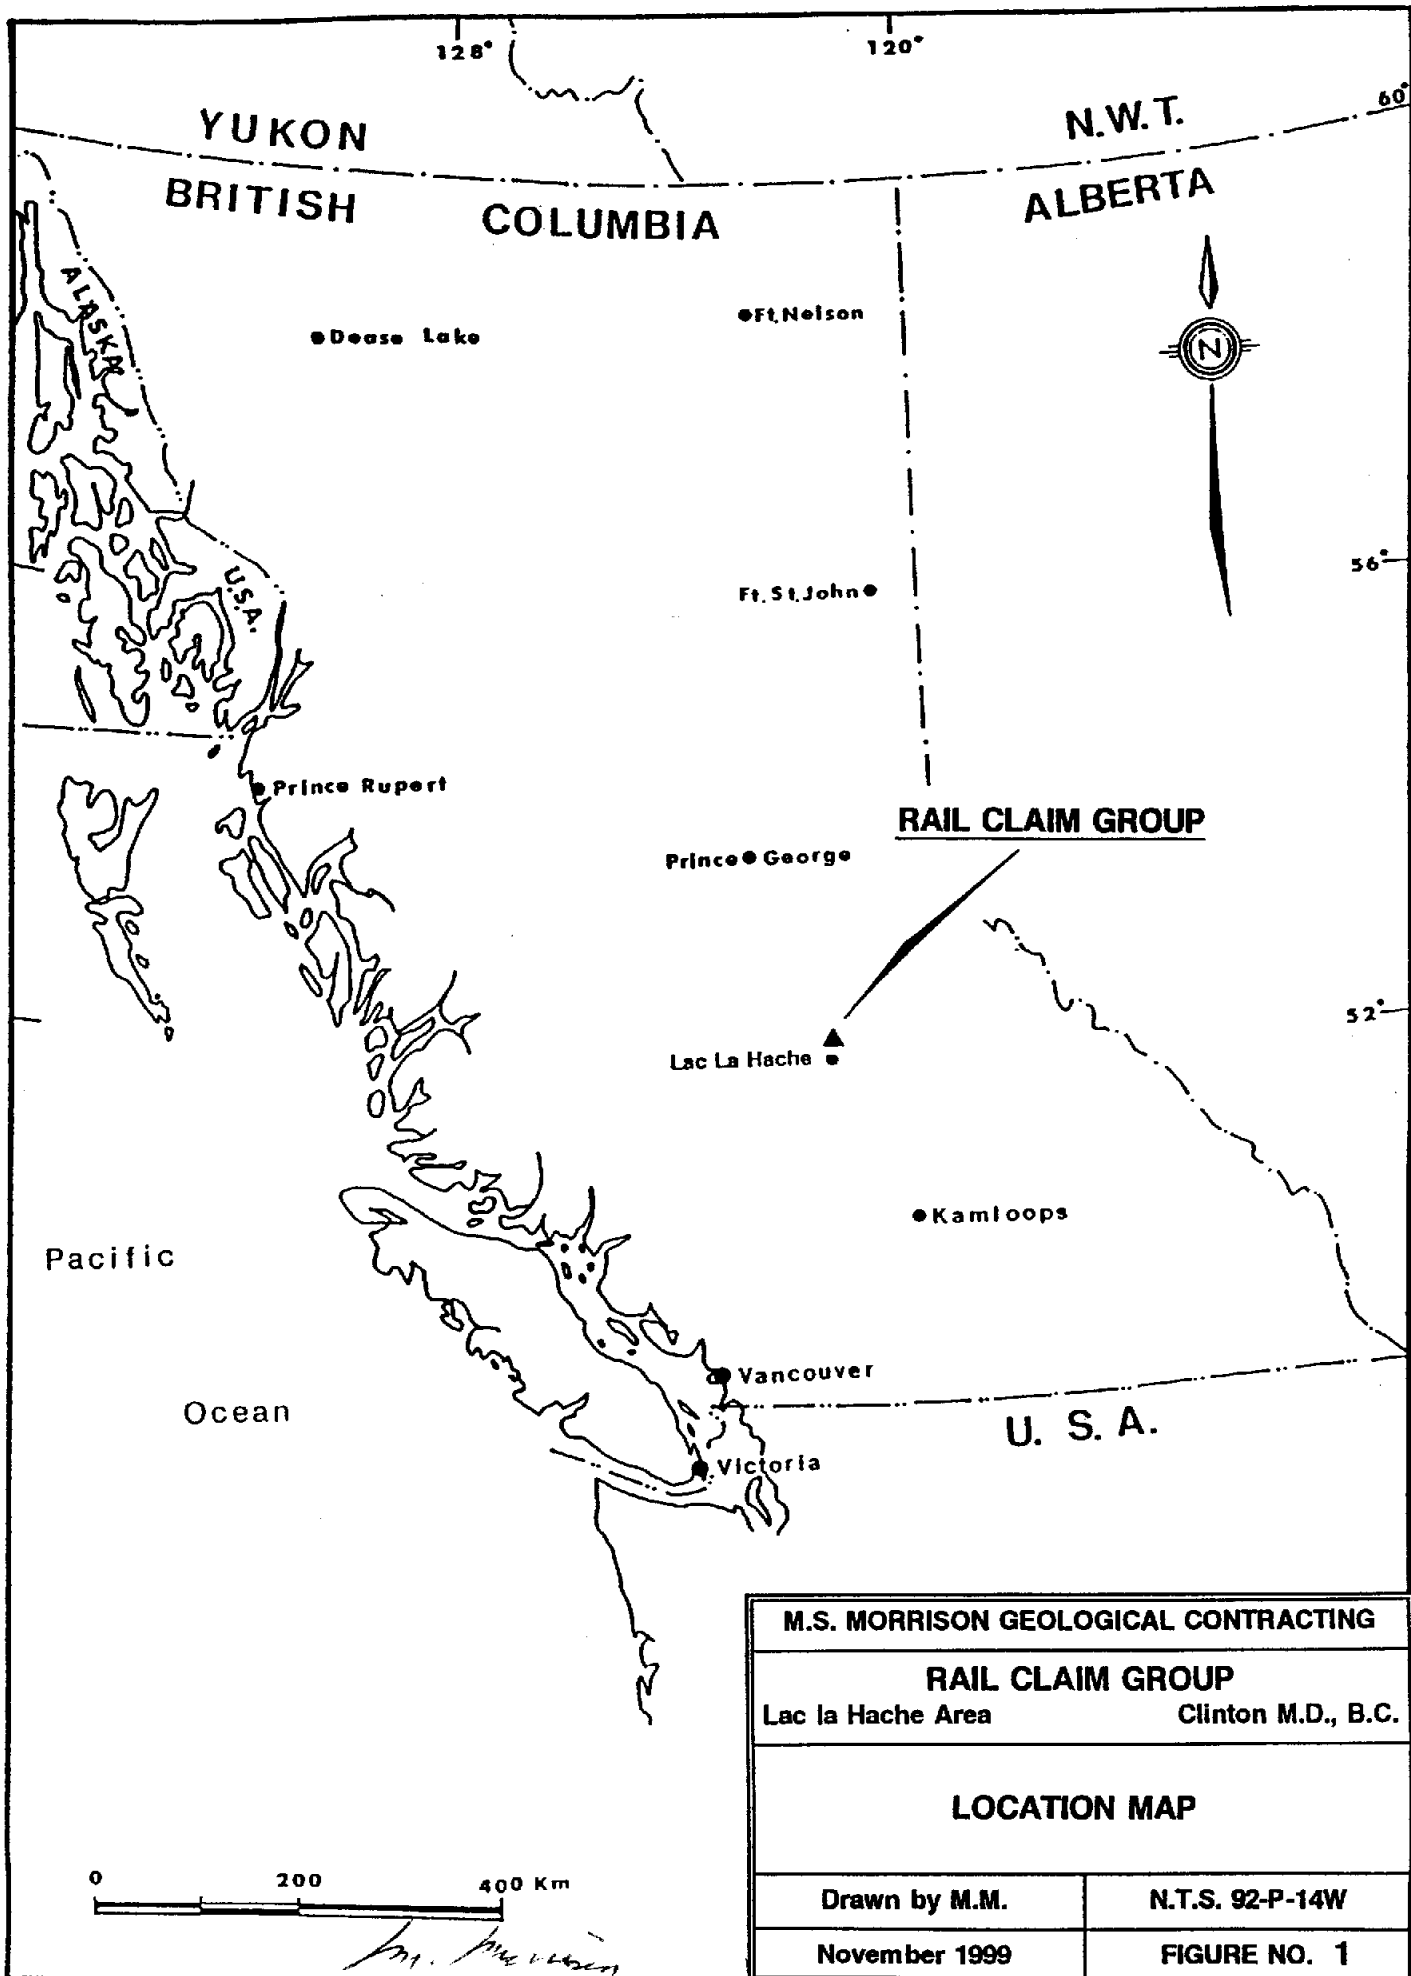 128°
120°
60°
YUKON
N.W.T.
BRITISH COLUMBIA
ALBERTA
ALASKA
Ft. Nelson
Dease Lake
N
56°
U.S.A.
Ft. St. John
Prince Rupert
RAIL CLAIM GROUP
Prince George
52°
Lac La Hache
Kamloops
Pacific
Vancouver
Ocean
U. S. A.
Victoria
M.S. MORRISON GEOLOGICAL CONTRACTING
RAIL CLAIM GROUP
Lac la Hache Area Clinton M.D., B.C.
LOCATION MAP
0 200 400 Km
Drawn by M.M. N.T.S. 92-P-14W
M. Morrison
November 1999 FIGURE NO. 1